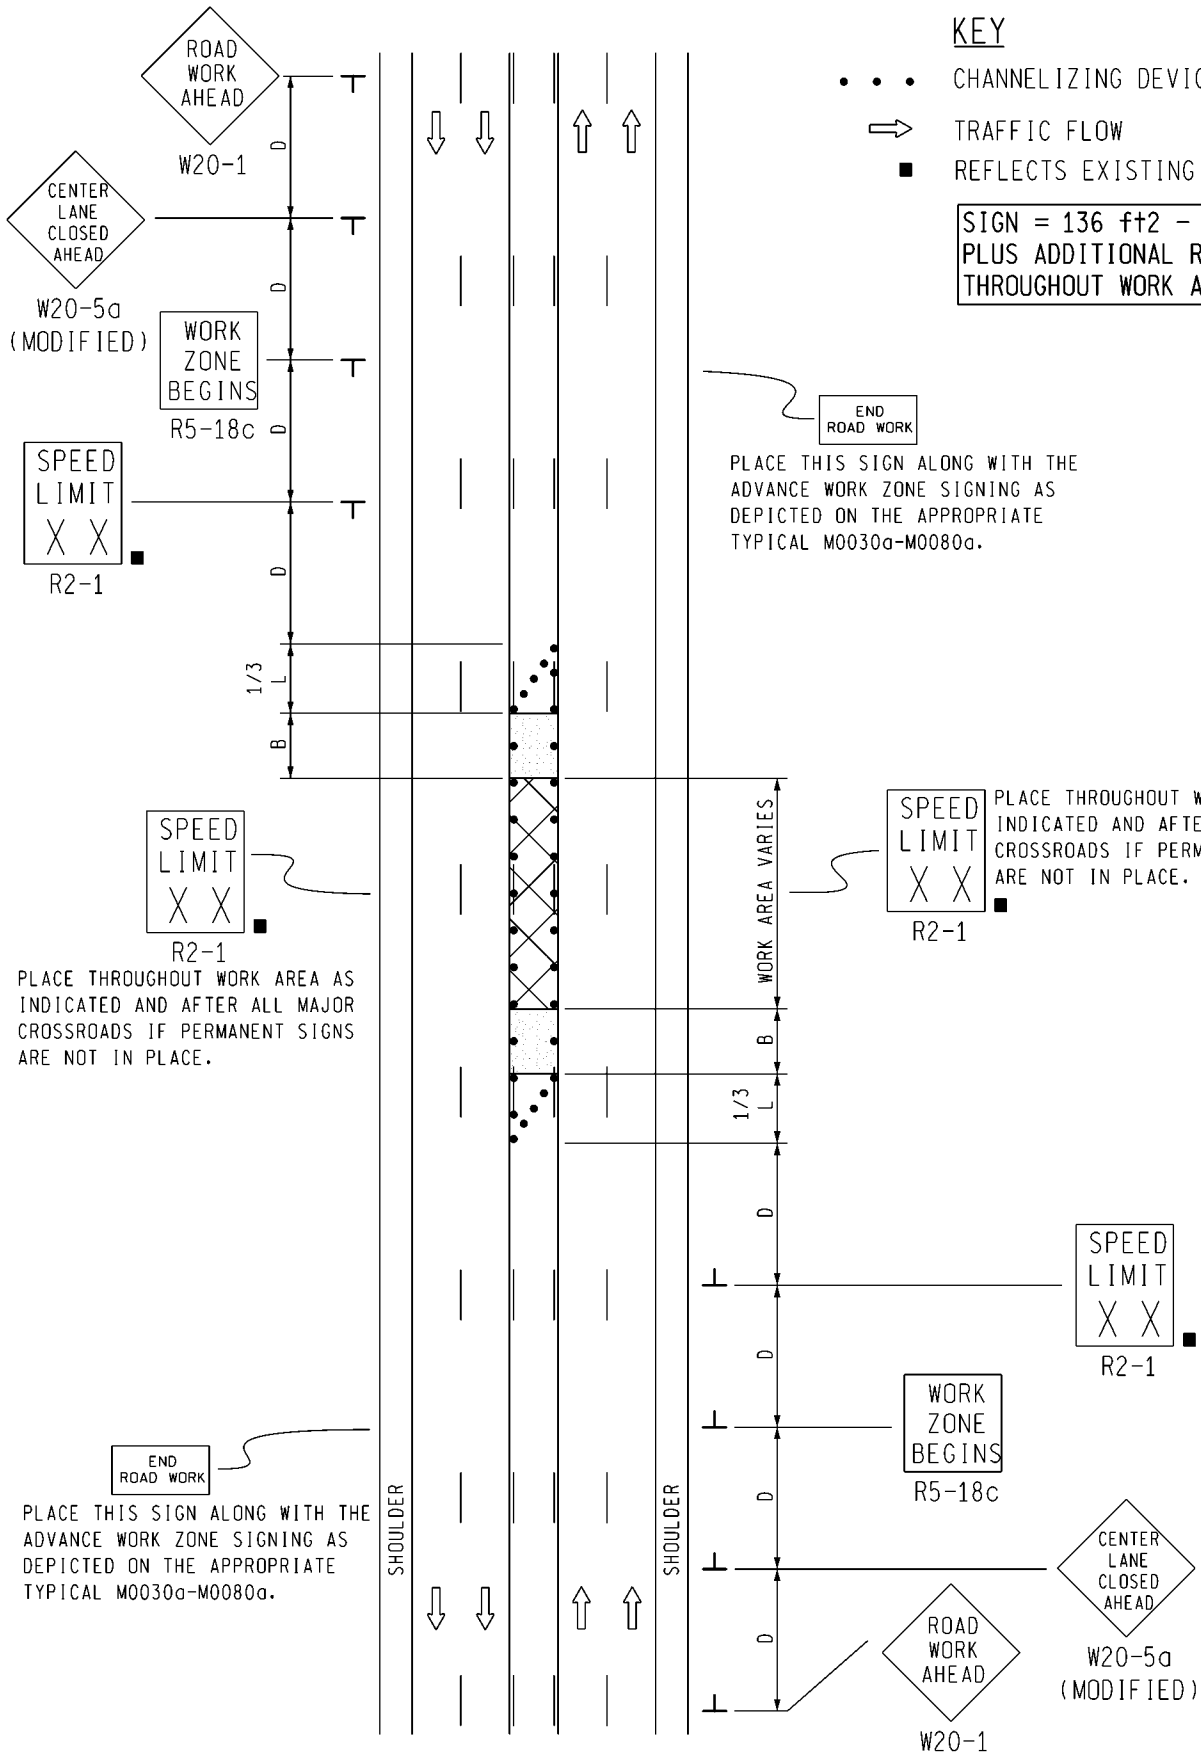 KEY
CHANNELIZING DEVIC
TRAFFIC FLOW
REFLECTS EXISTING
SIGN = 136 ft2 -
PLUS ADDITIONAL R
THROUGHOUT WORK A
ROAD
WORK
AHEAD
W20-1
D
CENTER
LANE
CLOSED
AHEAD
W20-5a
(MODIFIED)
D
WORK
ZONE
BEGINS
R5-18c
D
SPEED
LIMIT
X X
R2-1
D
END
ROAD WORK
PLACE THIS SIGN ALONG WITH THE
ADVANCE WORK ZONE SIGNING AS
DEPICTED ON THE APPROPRIATE
TYPICAL M0030a-M0080a.
1/3
L
B
SPEED
LIMIT
X X
R2-1
PLACE THROUGHOUT WORK AREA AS
INDICATED AND AFTER ALL MAJOR
CROSSROADS IF PERMANENT SIGNS
ARE NOT IN PLACE.
WORK AREA VARIES
SPEED
LIMIT
X X
R2-1
PLACE THROUGHOUT W
INDICATED AND AFTE
CROSSROADS IF PERM
ARE NOT IN PLACE.
B
1/3
L
D
SPEED
LIMIT
X X
R2-1
D
WORK
ZONE
BEGINS
R5-18c
D
END
ROAD WORK
PLACE THIS SIGN ALONG WITH THE
ADVANCE WORK ZONE SIGNING AS
DEPICTED ON THE APPROPRIATE
TYPICAL M0030a-M0080a.
SHOULDER
SHOULDER
CENTER
LANE
CLOSED
AHEAD
W20-5a
(MODIFIED)
D
ROAD
WORK
AHEAD
W20-1